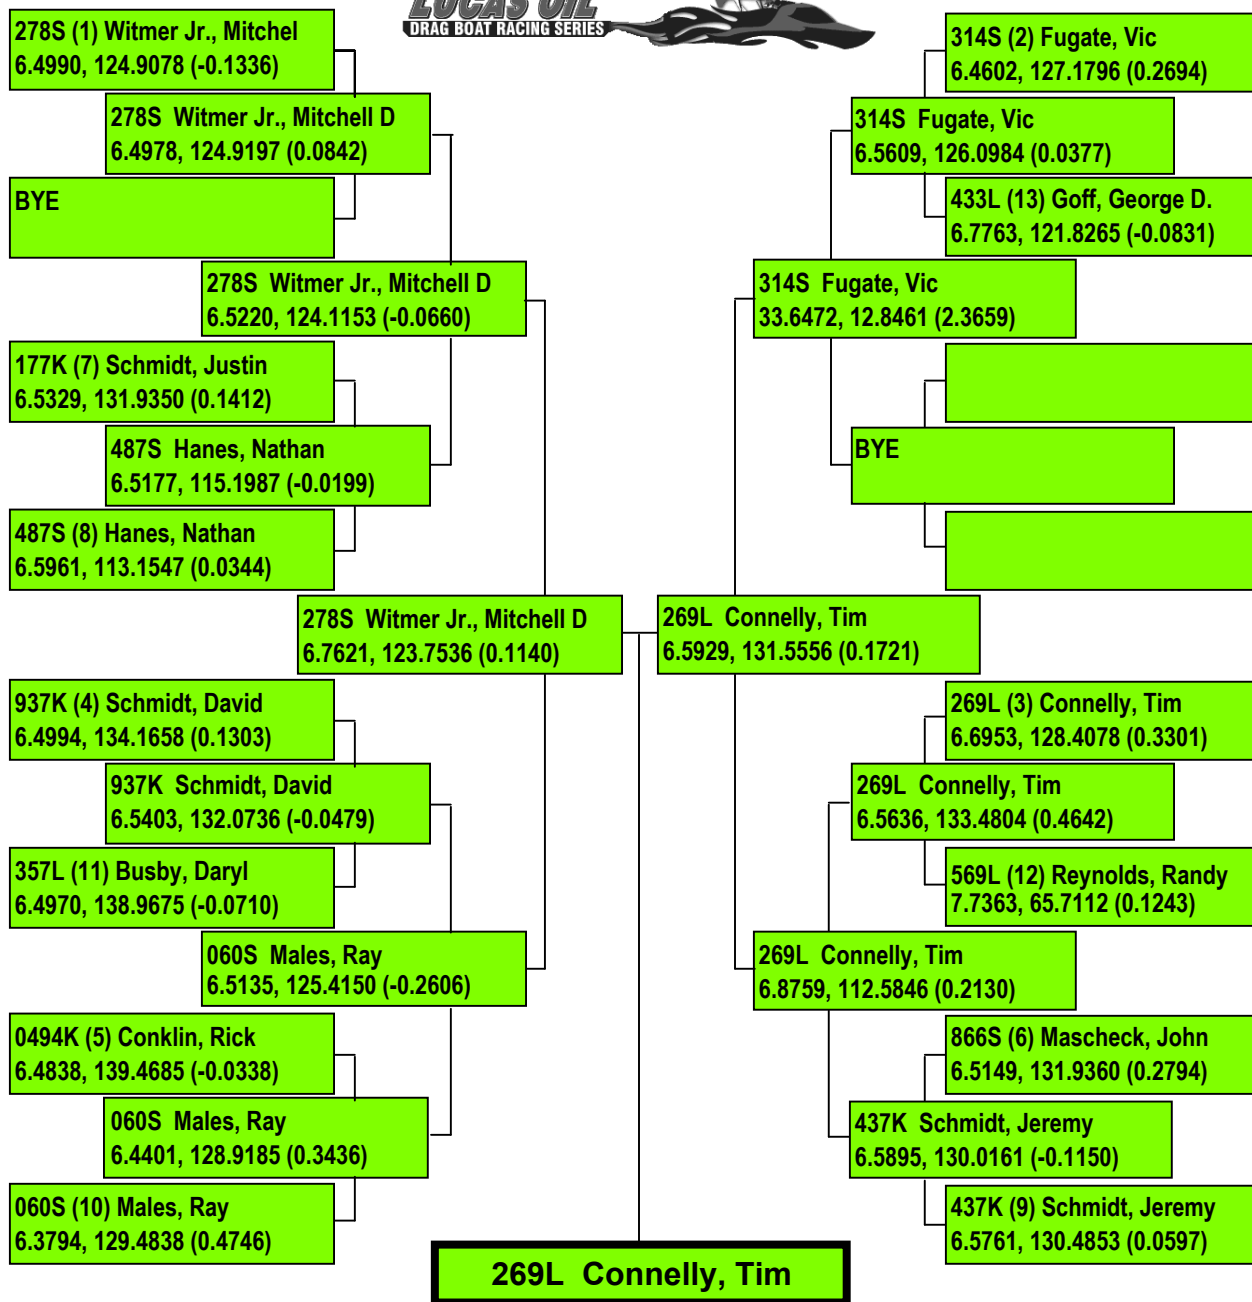 LUCAS OIL
DRAG BOAT RACING SERIES
278S (1) Witmer Jr., Mitchel
6.4990, 124.9078 (-0.1336)
278S Witmer Jr., Mitchell D
6.4978, 124.9197 (0.0842)
BYE
278S Witmer Jr., Mitchell D
6.5220, 124.1153 (-0.0660)
177K (7) Schmidt, Justin
6.5329, 131.9350 (0.1412)
487S Hanes, Nathan
6.5177, 115.1987 (-0.0199)
487S (8) Hanes, Nathan
6.5961, 113.1547 (0.0344)
278S Witmer Jr., Mitchell D
6.7621, 123.7536 (0.1140)
937K (4) Schmidt, David
6.4994, 134.1658 (0.1303)
937K Schmidt, David
6.5403, 132.0736 (-0.0479)
357L (11) Busby, Daryl
6.4970, 138.9675 (-0.0710)
060S Males, Ray
6.5135, 125.4150 (-0.2606)
0494K (5) Conklin, Rick
6.4838, 139.4685 (-0.0338)
060S Males, Ray
6.4401, 128.9185 (0.3436)
060S (10) Males, Ray
6.3794, 129.4838 (0.4746)
314S (2) Fugate, Vic
6.4602, 127.1796 (0.2694)
314S Fugate, Vic
6.5609, 126.0984 (0.0377)
433L (13) Goff, George D.
6.7763, 121.8265 (-0.0831)
314S Fugate, Vic
33.6472, 12.8461 (2.3659)
BYE
269L Connelly, Tim
6.5929, 131.5556 (0.1721)
269L (3) Connelly, Tim
6.6953, 128.4078 (0.3301)
269L Connelly, Tim
6.5636, 133.4804 (0.4642)
569L (12) Reynolds, Randy
7.7363, 65.7112 (0.1243)
269L Connelly, Tim
6.8759, 112.5846 (0.2130)
866S (6) Mascheck, John
6.5149, 131.9360 (0.2794)
437K Schmidt, Jeremy
6.5895, 130.0161 (-0.1150)
437K (9) Schmidt, Jeremy
6.5761, 130.4853 (0.0597)
269L Connelly, Tim